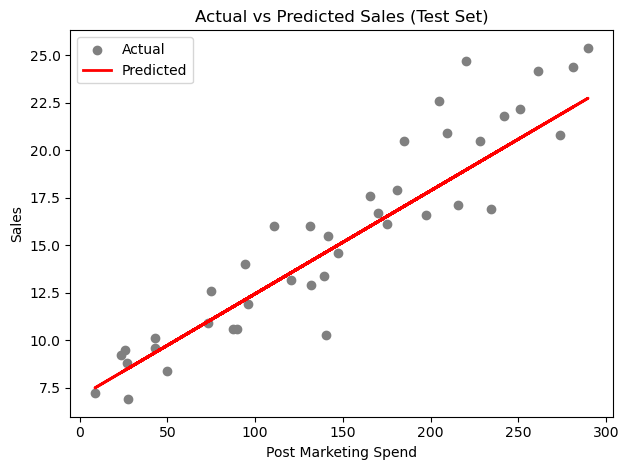 Actual vs Predicted Sales (Test Set)
Actual
Predicted
25.0
22.5
20.0
17.5
15.0
12.5
10.0
7.5
Sales
0 50 100 150 200 250 300
Post Marketing Spend